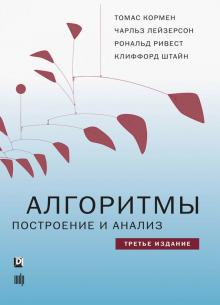 ТОМАС КОРМЕН
ЧАРЛЬЗ ЛЕЙЗЕРСОН
РОНАЛЬД РИВЕСТ
КЛИФФОРД ШТАЙН
АЛГОРИТМЫ
ПОСТРОЕНИЕ И АНАЛИЗ
ТРЕТЬЕ ИЗДАНИЕ